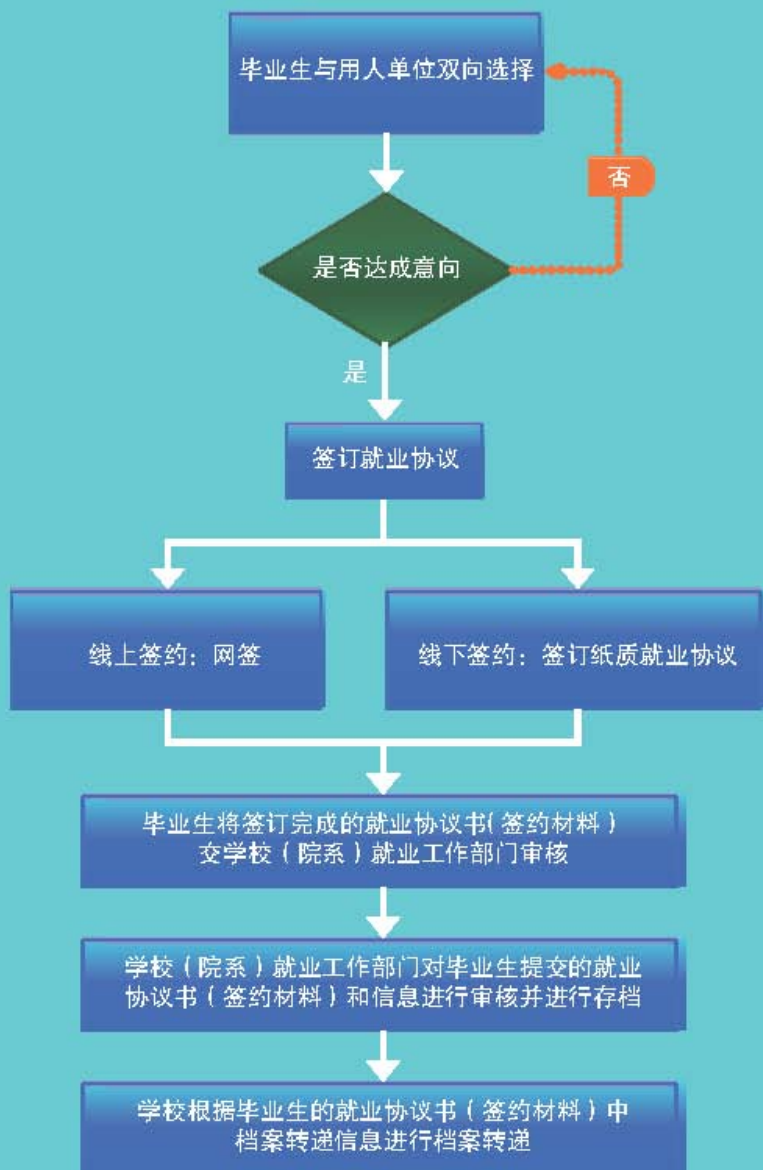 毕业生与用人单位双向选择
否
是否达成意向
是
签订就业协议
线上签约：网签
线下签约：签订纸质就业协议
毕业生将签订完成的就业协议书（签约材料）
交学校（院系）就业工作部门审核
学校（院系）就业工作部门对毕业生提交的就业
协议书（签约材料）和信息进行审核并进行存档
学校根据毕业生的就业协议书（签约材料）中
档案转递信息进行档案转递